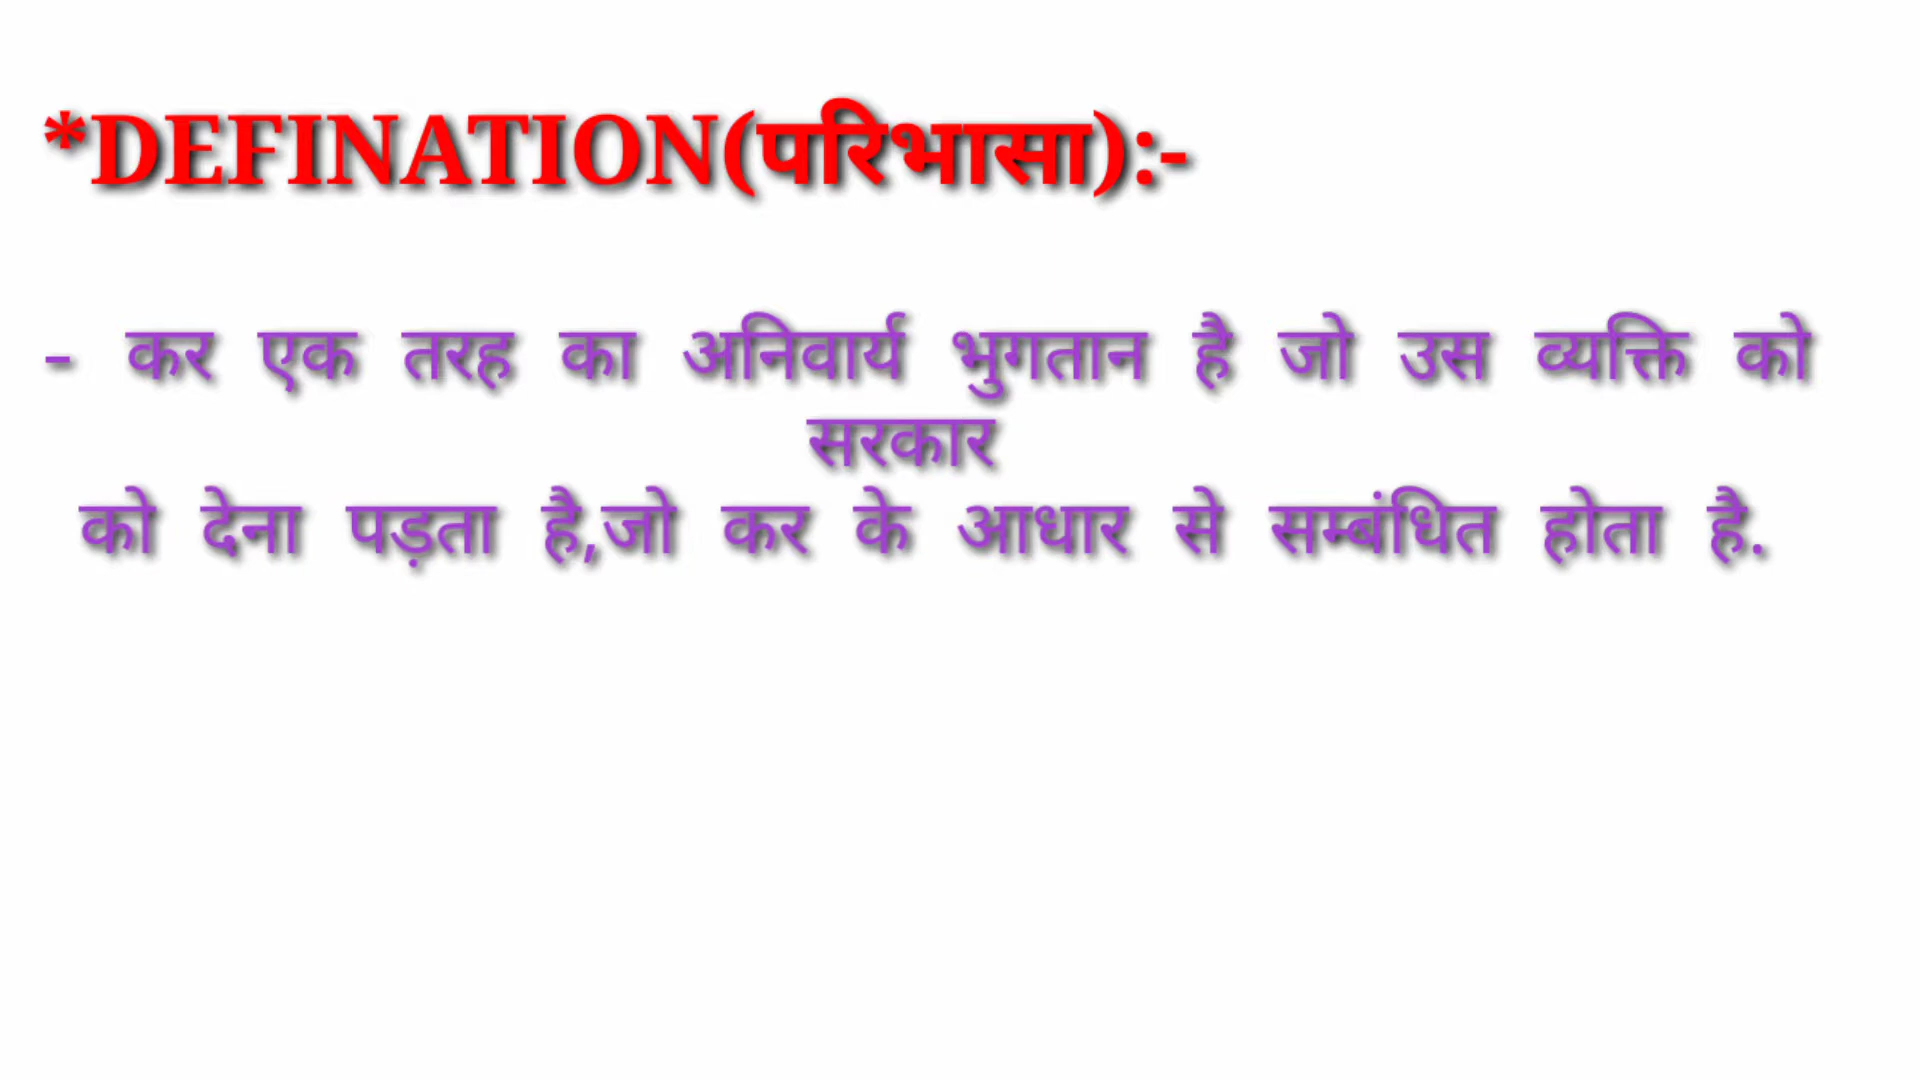 *DEFINATION(परिभासा):-
- कर एक तरह का अनिवार्य भुगतान है जो उस व्यक्ति को
सरकार
को देना पड़ता है,जो कर के आधार से सम्बंधित होता है.